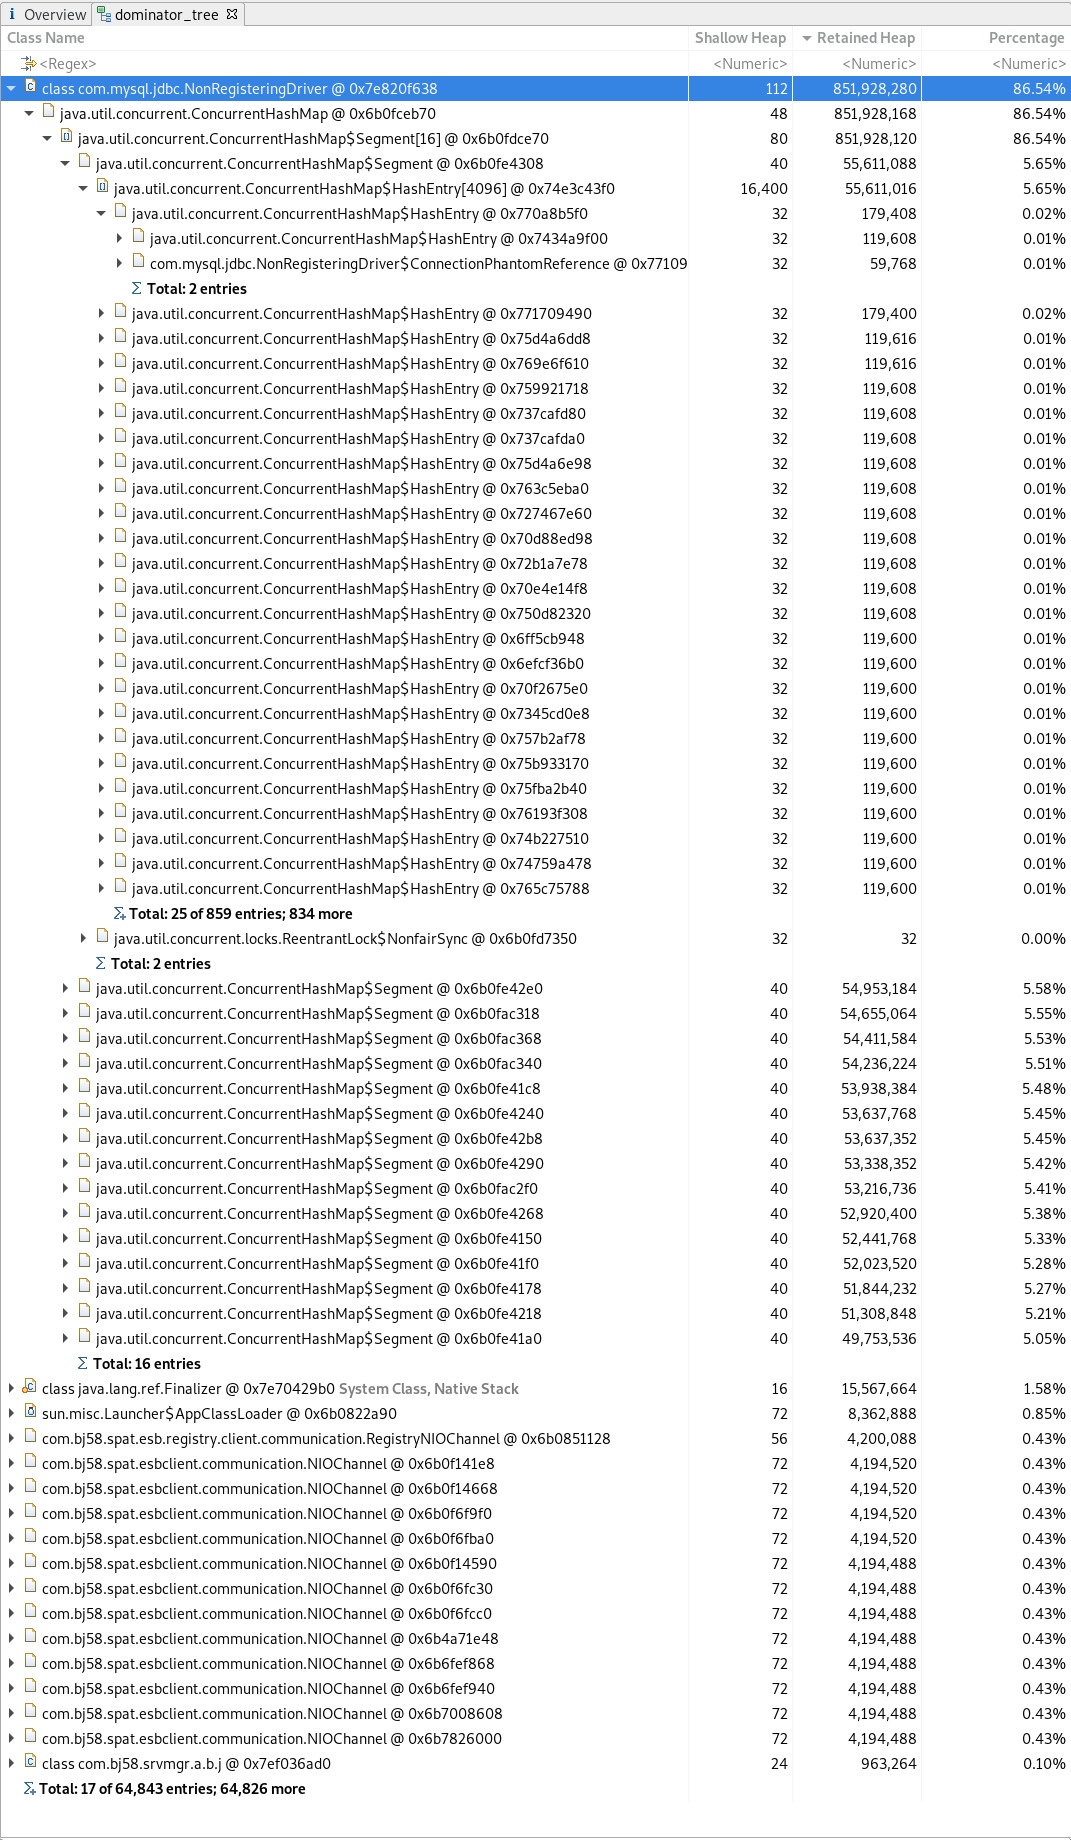 Overview dominator_tree
Class Name Shallow Heap Retained Heap Percentage
<Regex> <Numeric> <Numeric> <Numeric>
class com.mysql.jdbc.NonRegisteringDriver @ 0x7e820f638 112 851,928,280 86.54%
java.util.concurrent.ConcurrentHashMap @ 0x6b0fceb70 48 851,928,168 86.54%
java.util.concurrent.ConcurrentHashMap$Segment[16] @ 0x6b0fdce70 80 851,928,120 86.54%
java.util.concurrent.ConcurrentHashMap$Segment @ 0x6b0fe4308 40 55,611,088 5.65%
java.util.concurrent.ConcurrentHashMap$HashEntry[4096] @ 0x74e3c43f0 16,400 55,611,016 5.65%
java.util.concurrent.ConcurrentHashMap$HashEntry @ 0x770a8b5f0 32 179,408 0.02%
java.util.concurrent.ConcurrentHashMap$HashEntry @ 0x7434a9f00 32 119,608 0.01%
com.mysql.jdbc.NonRegisteringDriver$ConnectionPhantomReference @ 0x77109 32 59,768 0.01%
Total: 2 entries
java.util.concurrent.ConcurrentHashMap$HashEntry @ 0x771709490 32 179,400 0.02%
java.util.concurrent.ConcurrentHashMap$HashEntry @ 0x75d4a6dd8 32 119,616 0.01%
java.util.concurrent.ConcurrentHashMap$HashEntry @ 0x769e6f610 32 119,616 0.01%
java.util.concurrent.ConcurrentHashMap$HashEntry @ 0x759921718 32 119,608 0.01%
java.util.concurrent.ConcurrentHashMap$HashEntry @ 0x737cafd80 32 119,608 0.01%
java.util.concurrent.ConcurrentHashMap$HashEntry @ 0x737cafda0 32 119,608 0.01%
java.util.concurrent.ConcurrentHashMap$HashEntry @ 0x75d4a6e98 32 119,608 0.01%
java.util.concurrent.ConcurrentHashMap$HashEntry @ 0x763c5eba0 32 119,608 0.01%
java.util.concurrent.ConcurrentHashMap$HashEntry @ 0x727467e60 32 119,608 0.01%
java.util.concurrent.ConcurrentHashMap$HashEntry @ 0x70d88ed98 32 119,608 0.01%
java.util.concurrent.ConcurrentHashMap$HashEntry @ 0x72b1a7e78 32 119,608 0.01%
java.util.concurrent.ConcurrentHashMap$HashEntry @ 0x70e4e14f8 32 119,608 0.01%
java.util.concurrent.ConcurrentHashMap$HashEntry @ 0x750d82320 32 119,608 0.01%
java.util.concurrent.ConcurrentHashMap$HashEntry @ 0x6ff5cb948 32 119,600 0.01%
java.util.concurrent.ConcurrentHashMap$HashEntry @ 0x6efcf36b0 32 119,600 0.01%
java.util.concurrent.ConcurrentHashMap$HashEntry @ 0x70f2675e0 32 119,600 0.01%
java.util.concurrent.ConcurrentHashMap$HashEntry @ 0x7345cd0e8 32 119,600 0.01%
java.util.concurrent.ConcurrentHashMap$HashEntry @ 0x757b2af78 32 119,600 0.01%
java.util.concurrent.ConcurrentHashMap$HashEntry @ 0x75b933170 32 119,600 0.01%
java.util.concurrent.ConcurrentHashMap$HashEntry @ 0x75fba2b40 32 119,600 0.01%
java.util.concurrent.ConcurrentHashMap$HashEntry @ 0x76193f308 32 119,600 0.01%
java.util.concurrent.ConcurrentHashMap$HashEntry @ 0x74b227510 32 119,600 0.01%
java.util.concurrent.ConcurrentHashMap$HashEntry @ 0x74759a478 32 119,600 0.01%
java.util.concurrent.ConcurrentHashMap$HashEntry @ 0x765c75788 32 119,600 0.01%
Total: 25 of 859 entries; 834 more
java.util.concurrent.locks.ReentrantLock$NonfairSync @ 0x6b0fd7350 32 32 0.00%
Total: 2 entries
java.util.concurrent.ConcurrentHashMap$Segment @ 0x6b0fe42e0 40 54,953,184 5.58%
java.util.concurrent.ConcurrentHashMap$Segment @ 0x6b0fac318 40 54,655,064 5.55%
java.util.concurrent.ConcurrentHashMap$Segment @ 0x6b0fac368 40 54,411,584 5.53%
java.util.concurrent.ConcurrentHashMap$Segment @ 0x6b0fac340 40 54,236,224 5.51%
java.util.concurrent.ConcurrentHashMap$Segment @ 0x6b0fe41c8 40 53,938,384 5.48%
java.util.concurrent.ConcurrentHashMap$Segment @ 0x6b0fe4240 40 53,637,768 5.45%
java.util.concurrent.ConcurrentHashMap$Segment @ 0x6b0fe42b8 40 53,637,352 5.45%
java.util.concurrent.ConcurrentHashMap$Segment @ 0x6b0fe4290 40 53,338,352 5.42%
java.util.concurrent.ConcurrentHashMap$Segment @ 0x6b0fac2f0 40 53,216,736 5.41%
java.util.concurrent.ConcurrentHashMap$Segment @ 0x6b0fe4268 40 52,920,400 5.38%
java.util.concurrent.ConcurrentHashMap$Segment @ 0x6b0fe4150 40 52,441,768 5.33%
java.util.concurrent.ConcurrentHashMap$Segment @ 0x6b0fe41f0 40 52,023,520 5.28%
java.util.concurrent.ConcurrentHashMap$Segment @ 0x6b0fe4178 40 51,844,232 5.27%
java.util.concurrent.ConcurrentHashMap$Segment @ 0x6b0fe4218 40 51,308,848 5.21%
java.util.concurrent.ConcurrentHashMap$Segment @ 0x6b0fe41a0 40 49,753,536 5.05%
Total: 16 entries
class java.lang.ref.Finalizer @ 0x7e70429b0 System Class, Native Stack 16 15,567,664 1.58%
sun.misc.Launcher$AppClassLoader @ 0x6b0822a90 72 8,362,888 0.85%
com.bj58.spat.esb.registry.client.communication.RegistryNIOChannel @ 0x6b0851128 56 4,200,088 0.43%
com.bj58.spat.esbclient.communication.NIOChannel @ 0x6b0f141e8 72 4,194,520 0.43%
com.bj58.spat.esbclient.communication.NIOChannel @ 0x6b0f14668 72 4,194,520 0.43%
com.bj58.spat.esbclient.communication.NIOChannel @ 0x6b0f6f9f0 72 4,194,520 0.43%
com.bj58.spat.esbclient.communication.NIOChannel @ 0x6b0f6fba0 72 4,194,520 0.43%
com.bj58.spat.esbclient.communication.NIOChannel @ 0x6b0f14590 72 4,194,488 0.43%
com.bj58.spat.esbclient.communication.NIOChannel @ 0x6b0f6fc30 72 4,194,488 0.43%
com.bj58.spat.esbclient.communication.NIOChannel @ 0x6b0f6fcc0 72 4,194,488 0.43%
com.bj58.spat.esbclient.communication.NIOChannel @ 0x6b4a71e48 72 4,194,488 0.43%
com.bj58.spat.esbclient.communication.NIOChannel @ 0x6b6fef868 72 4,194,488 0.43%
com.bj58.spat.esbclient.communication.NIOChannel @ 0x6b6fef940 72 4,194,488 0.43%
com.bj58.spat.esbclient.communication.NIOChannel @ 0x6b7008608 72 4,194,488 0.43%
com.bj58.spat.esbclient.communication.NIOChannel @ 0x6b7826000 72 4,194,488 0.43%
class com.bj58.srvmgr.a.b.j @ 0x7ef036ad0 24 963,264 0.10%
Total: 17 of 64,843 entries; 64,826 more